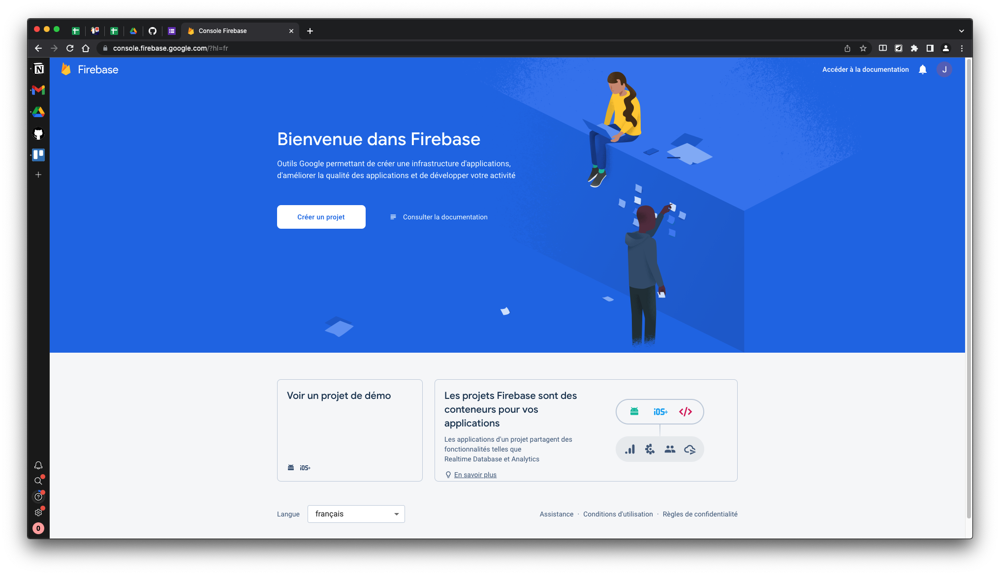 Console Firebase
console.firebase.google.com/?hl=fr
Firebase
Accéder à la documentation
J
Bienvenue dans Firebase
Outils Google permettant de créer une infrastructure d'applications,
d'améliorer la qualité des applications et de développer votre activité
Créer un projet
Consulter la documentation
Voir un projet de démo
iOS+
Les projets Firebase sont des
conteneurs pour vos
applications
Les applications d'un projet partagent des
fonctionnalités telles que
Realtime Database et Analytics
En savoir plus
iOS+
Langue
français
Assistance · Conditions d'utilisation · Règles de confidentialité
0